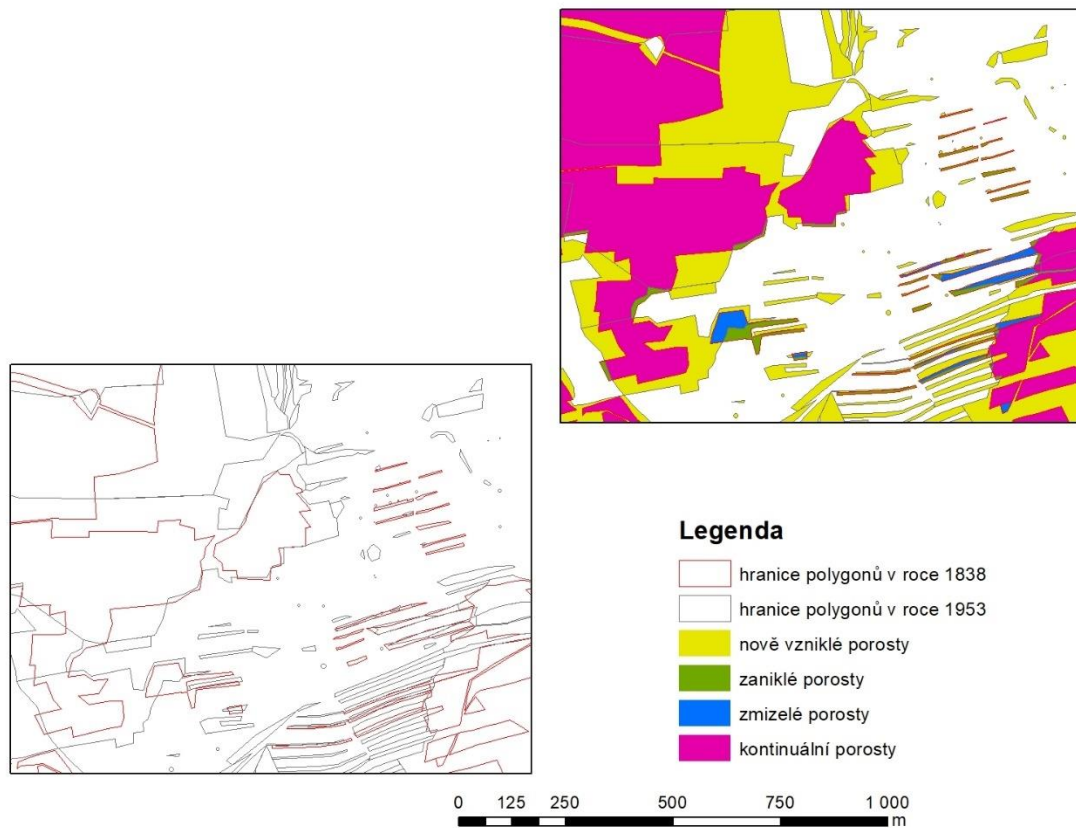 Legenda
hranice polygonů v roce 1838
hranice polygonů v roce 1953
nově vzniklé porosty
zaniklé porosty
zmizelé porosty
kontinuální porosty
0 125 250 500 750 1 000
m